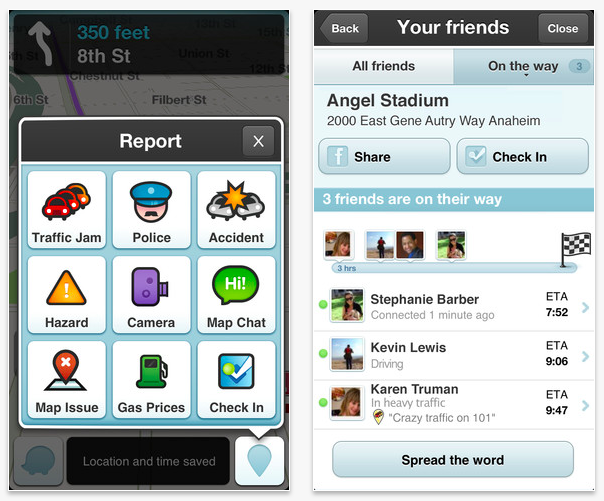 350 feet
8th St
15th
Union St
Chestnut St
12th St
16th St
Filbert St
Report
X
Traffic Jam
Police
Accident
Hazard
Camera
Hi!
Map Chat
Map Issue
Gas Prices
Check In
Location and time saved
Back
Your friends
Close
All friends
On the way
3
Angel Stadium
2000 East Gene Autry Way Anaheim
f
Share
Check In
3 friends are on their way
3 hrs
Stephanie Barber
Connected 1 minute ago
ETA
7:52
Kevin Lewis
Driving
ETA
9:06
Karen Truman
In heavy traffic
"Crazy traffic on 101"
ETA
9:47
Spread the word